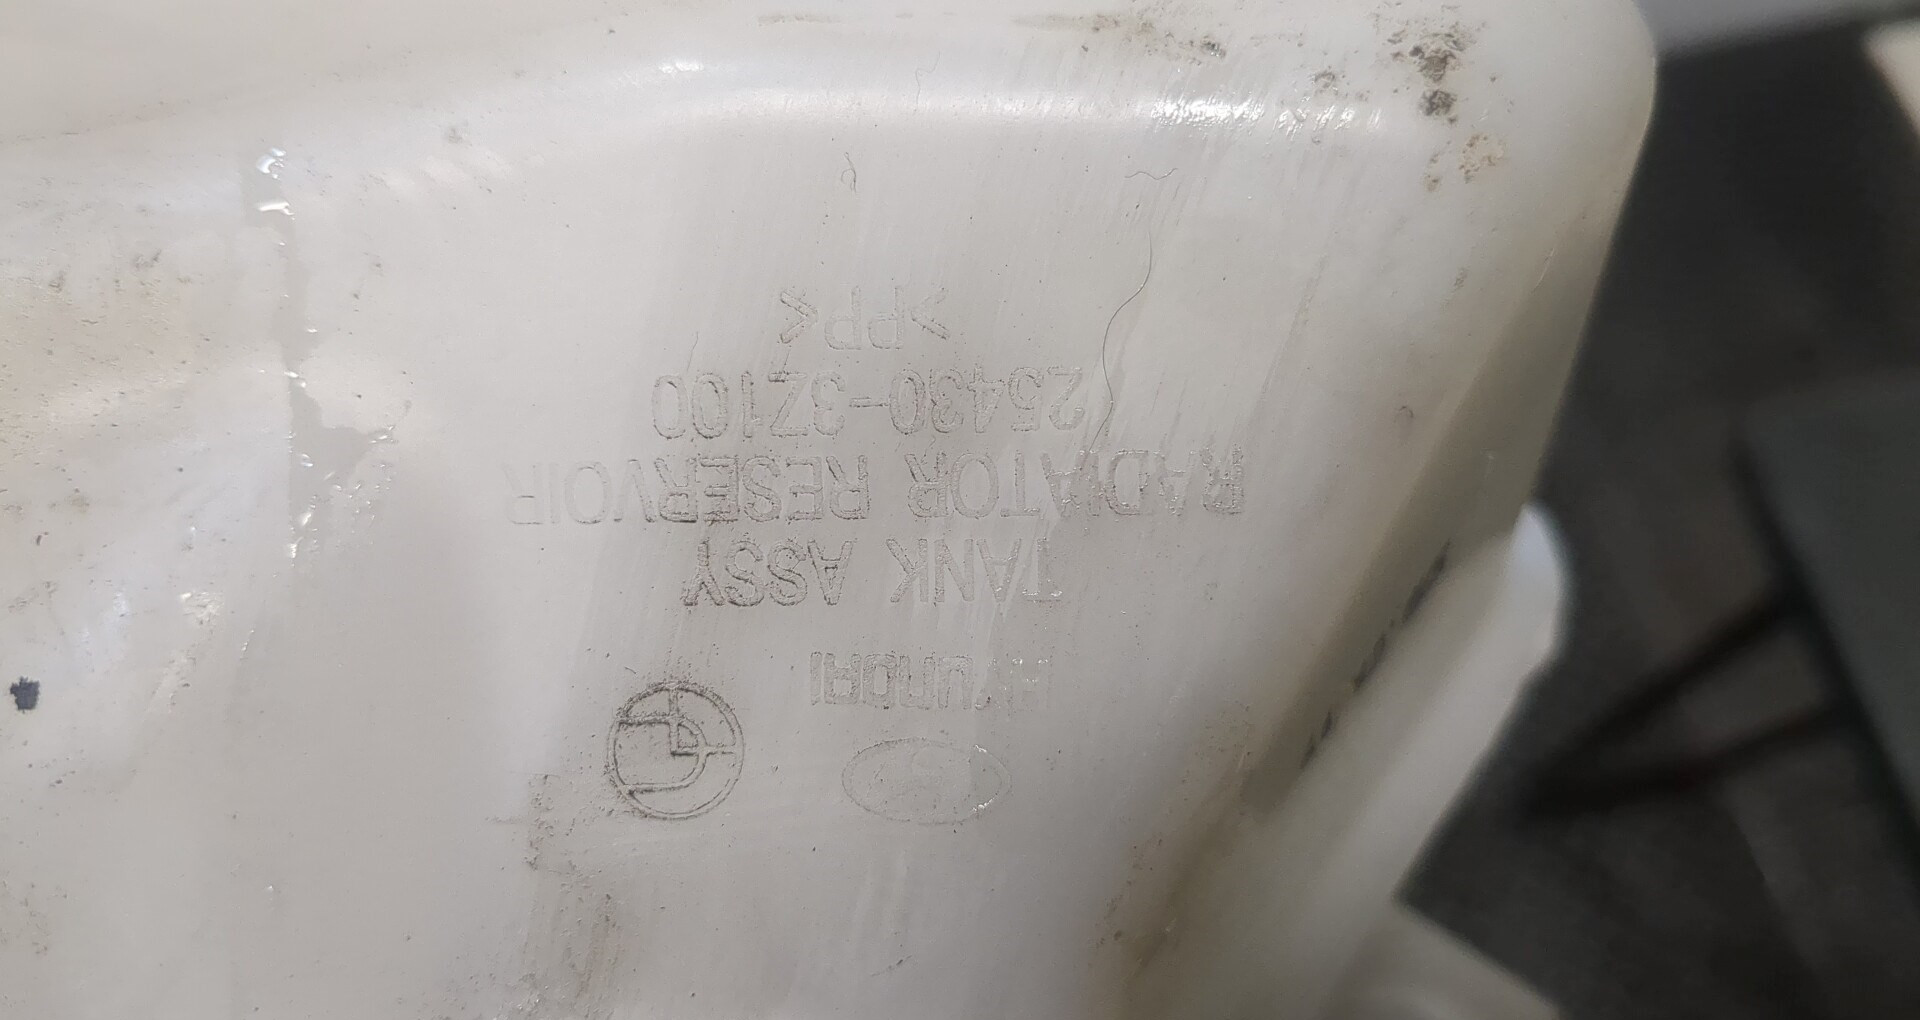 HYUNDAI
TANK ASSY
RADIATOR RESERVOIR
25430-3Z100
>PP<